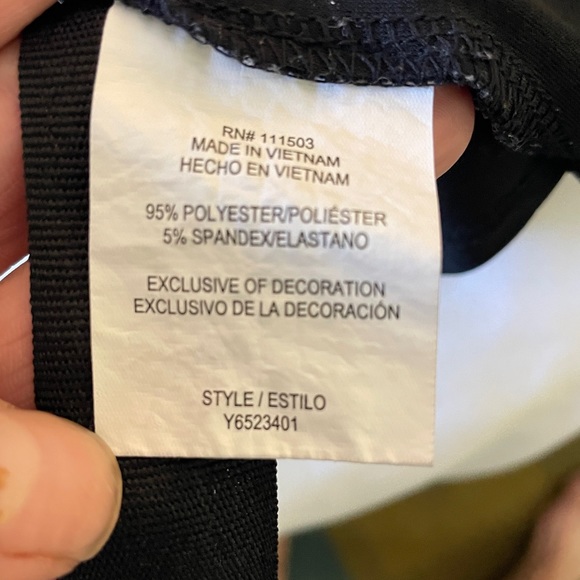 RN# 111503
MADE IN VIETNAM
HECHO EN VIETNAM
95% POLYESTER/POLIÉSTER
5% SPANDEX/ELASTANO
EXCLUSIVE OF DECORATION
EXCLUSIVO DE LA DECORACIÓN
STYLE / ESTILO
Y6523401